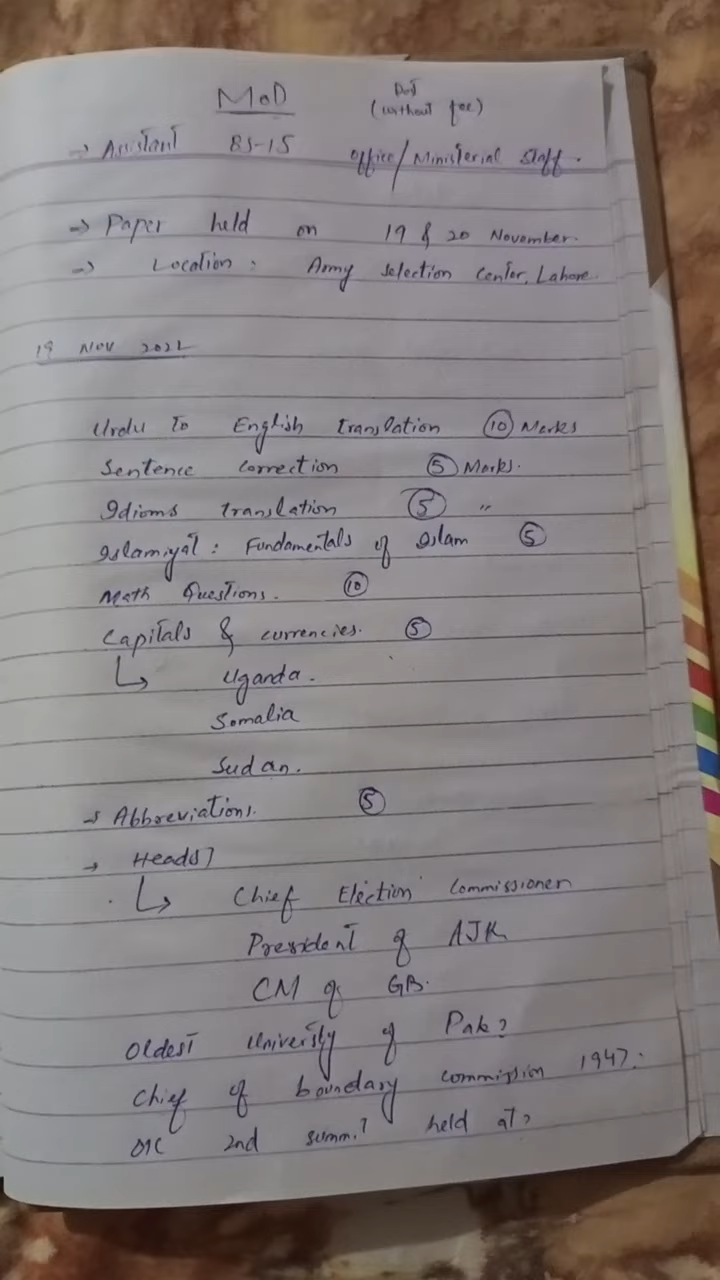 MoD
(without fee)
→ Assistant BS-15 office/Ministerial staff.
→ Paper held on 19 & 20 November.
→ Location: Army Selection Center, Lahore.
19 Nov 2022
Urdu to English translation (10) Marks
Sentence correction (5) Marks.
Idioms translation (5) "
Islamiyat: Fundamentals of Islam (5)
Math Questions. (10)
Capitals & currencies. (5)
↳ Uganda.
Somalia
Sudan.
→ Abbreviations. (5)
→ Heads?
↳ Chief Election Commissioner
President of AJK
CM of GB.
Oldest University of Pak?
Chief of boundary commission 1947:
OIC 2nd summit held at?